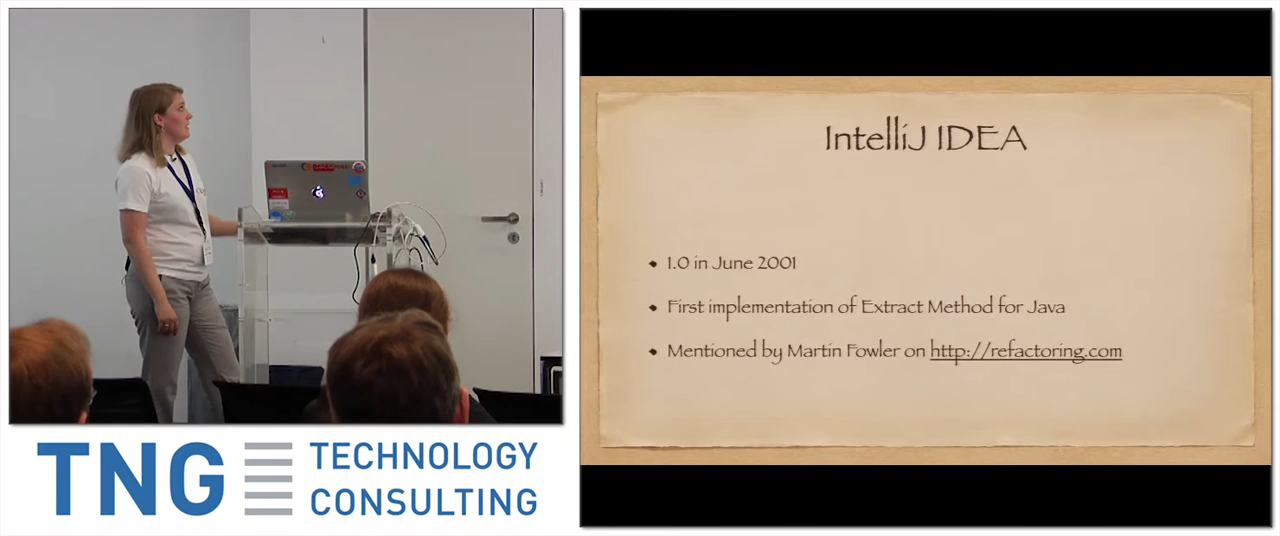 IntelliJ IDEA
1.0 in June 2001
First implementation of Extract Method for Java
Mentioned by Martin Fowler on http://refactoring.com
TNG TECHNOLOGY
CONSULTING